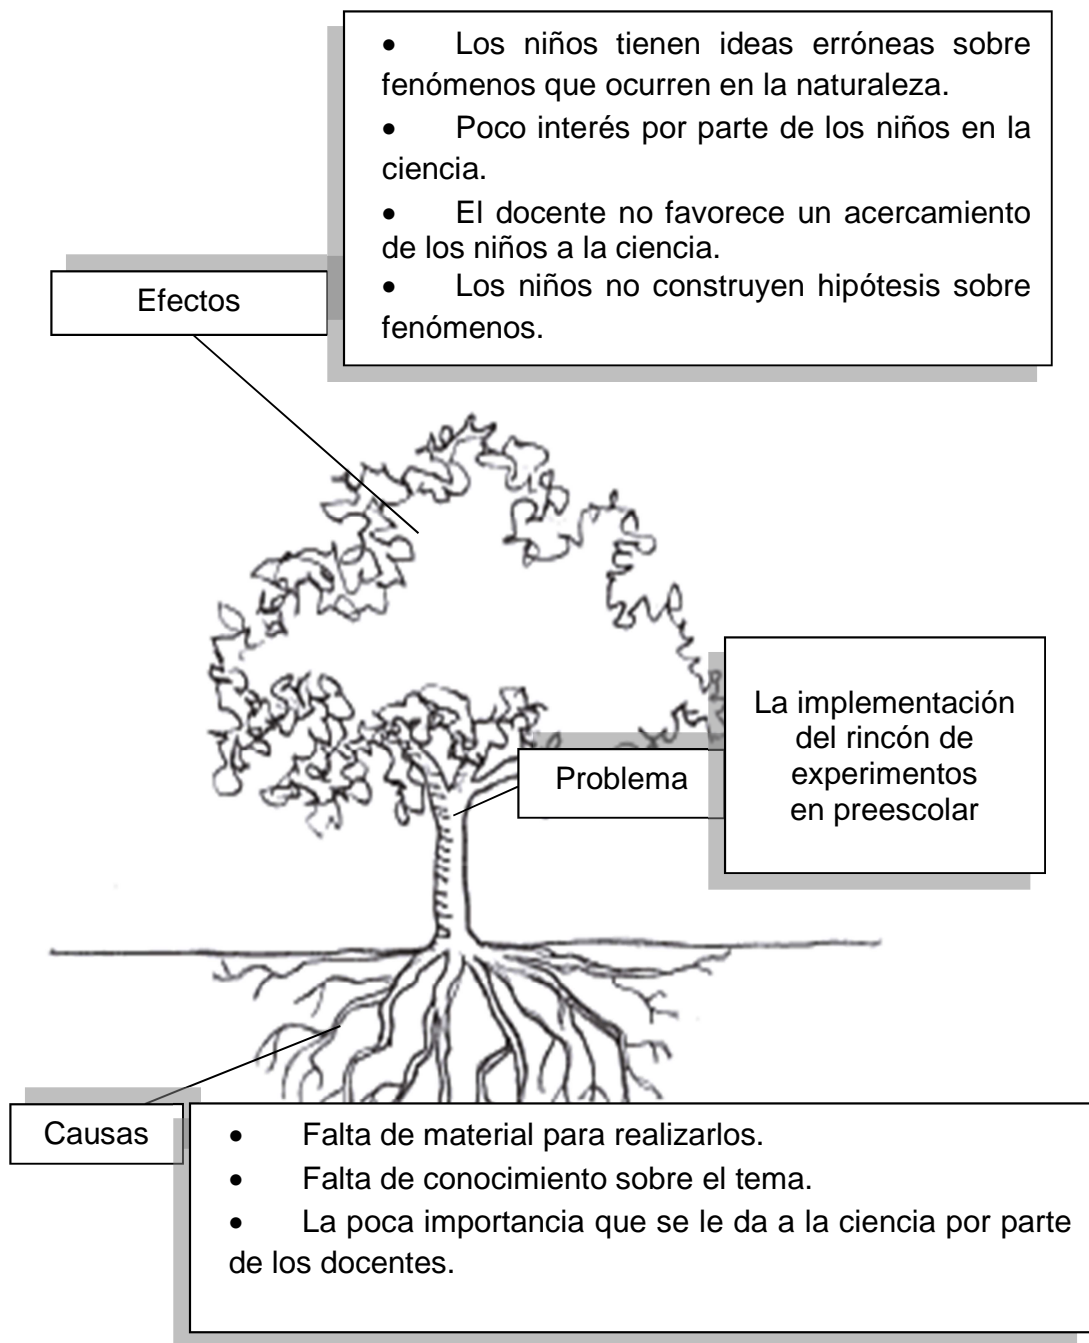 • Los niños tienen ideas erróneas sobre
fenómenos que ocurren en la naturaleza.
• Poco interés por parte de los niños en la
ciencia.
• El docente no favorece un acercamiento
de los niños a la ciencia.
• Los niños no construyen hipótesis sobre
fenómenos.
Efectos
La implementación
del rincón de
experimentos
en preescolar
Problema
Causas
• Falta de material para realizarlos.
• Falta de conocimiento sobre el tema.
• La poca importancia que se le da a la ciencia por parte
de los docentes.